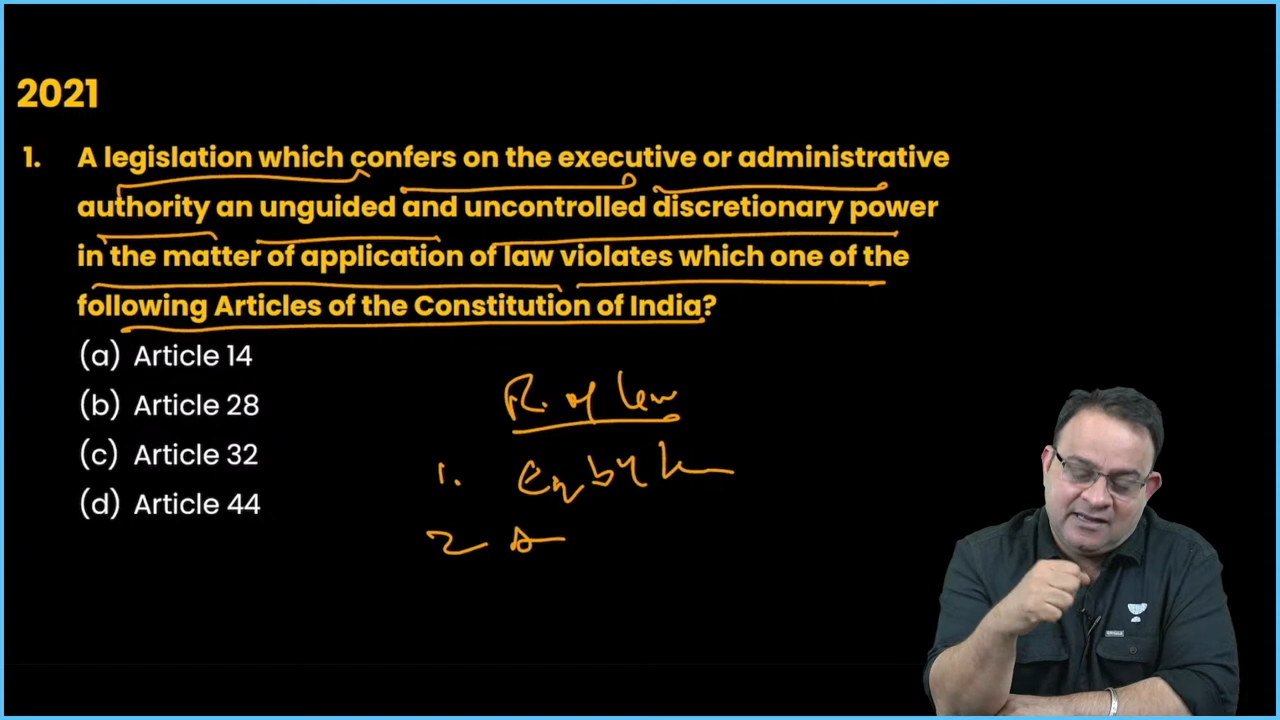 2021
1. A legislation which confers on the executive or administrative
authority an unguided and uncontrolled discretionary power
in the matter of application of law violates which one of the
following Articles of the Constitution of India?
(a) Article 14
(b) Article 28
(c) Article 32
(d) Article 44
R. of law
1. Eq by
2